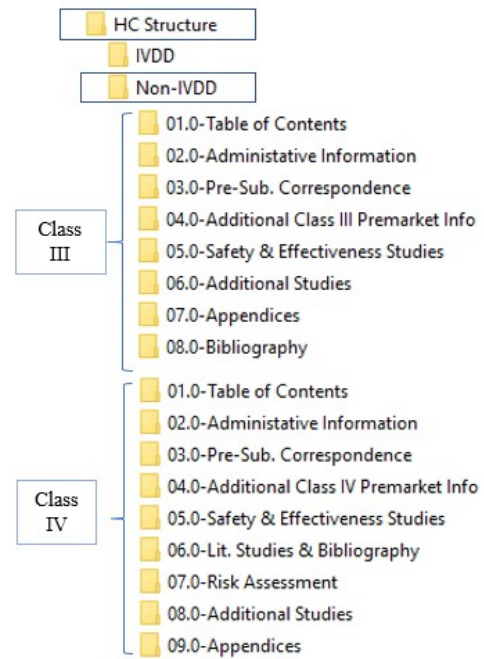 HC Structure
IVDD
Non-IVDD
Class III
01.0-Table of Contents
02.0-Administative Information
03.0-Pre-Sub. Correspondence
04.0-Additional Class III Premarket Info
05.0-Safety & Effectiveness Studies
06.0-Additional Studies
07.0-Appendices
08.0-Bibliography
Class IV
01.0-Table of Contents
02.0-Administative Information
03.0-Pre-Sub. Correspondence
04.0-Additional Class IV Premarket Info
05.0-Safety & Effectiveness Studies
06.0-Lit. Studies & Bibliography
07.0-Risk Assessment
08.0-Additional Studies
09.0-Appendices